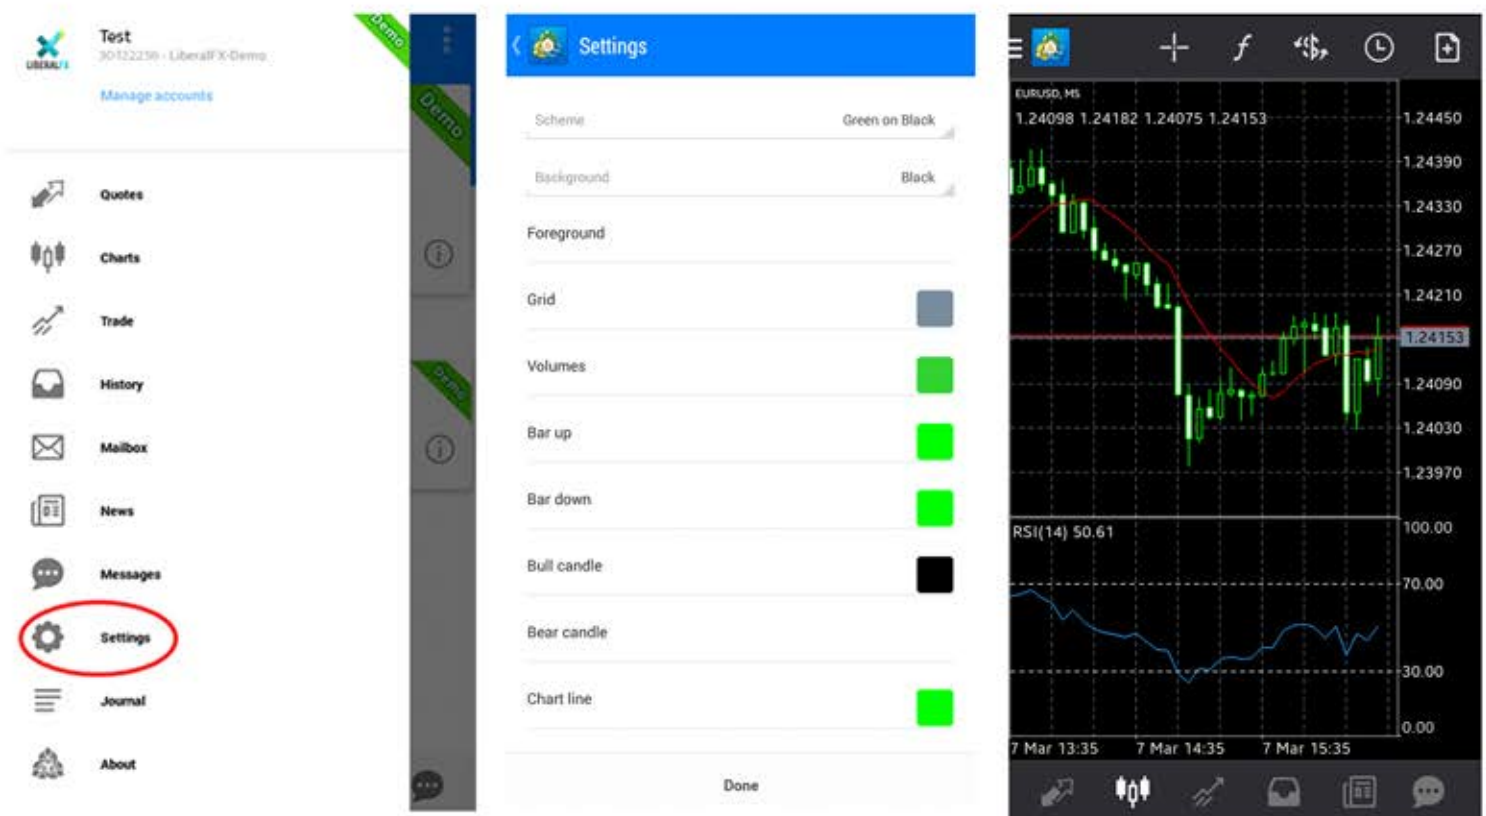 Test
30122256 - LiberalFX-Demo
Manage accounts
LIBERALFX
Demo
Demo
Demo
Quotes
Charts
Trade
History
Mailbox
News
Messages
Settings
Journal
About
Settings
Scheme Green on Black
Background Black
Foreground
Grid
Volumes
Bar up
Bar down
Bull candle
Bear candle
Chart line
Done
EURUSD, M5
1.24098 1.24182 1.24075 1.24153
1.24450
1.24390
1.24330
1.24270
1.24210
1.24153
1.24090
1.24030
1.23970
RSI(14) 50.61
100.00
70.00
30.00
0.00
7 Mar 13:35 7 Mar 14:35 7 Mar 15:35